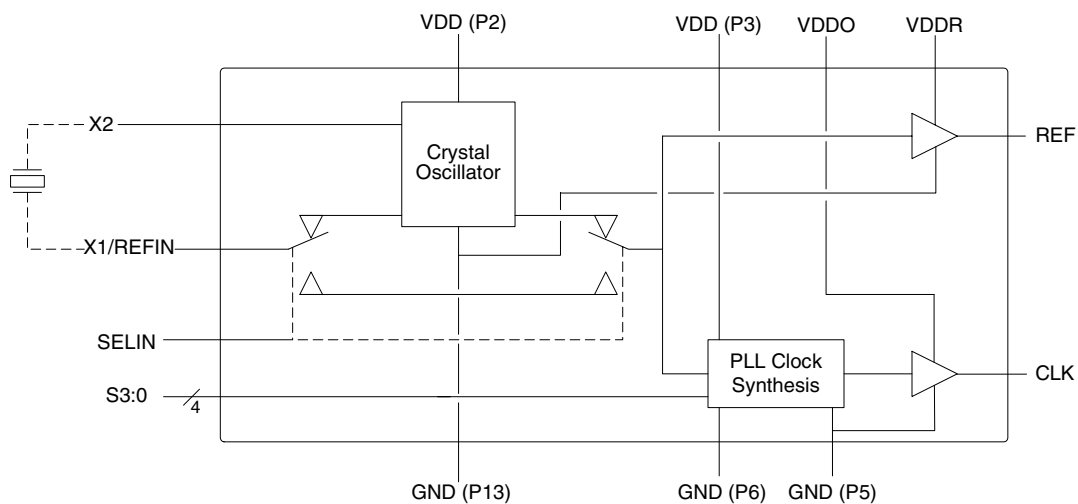 VDD (P2)
VDD (P3)
VDDO
VDDR
X2
Crystal
Oscillator
REF
X1/REFIN
SELIN
PLL Clock
Synthesis
CLK
S3:0
4
GND (P13)
GND (P6)
GND (P5)